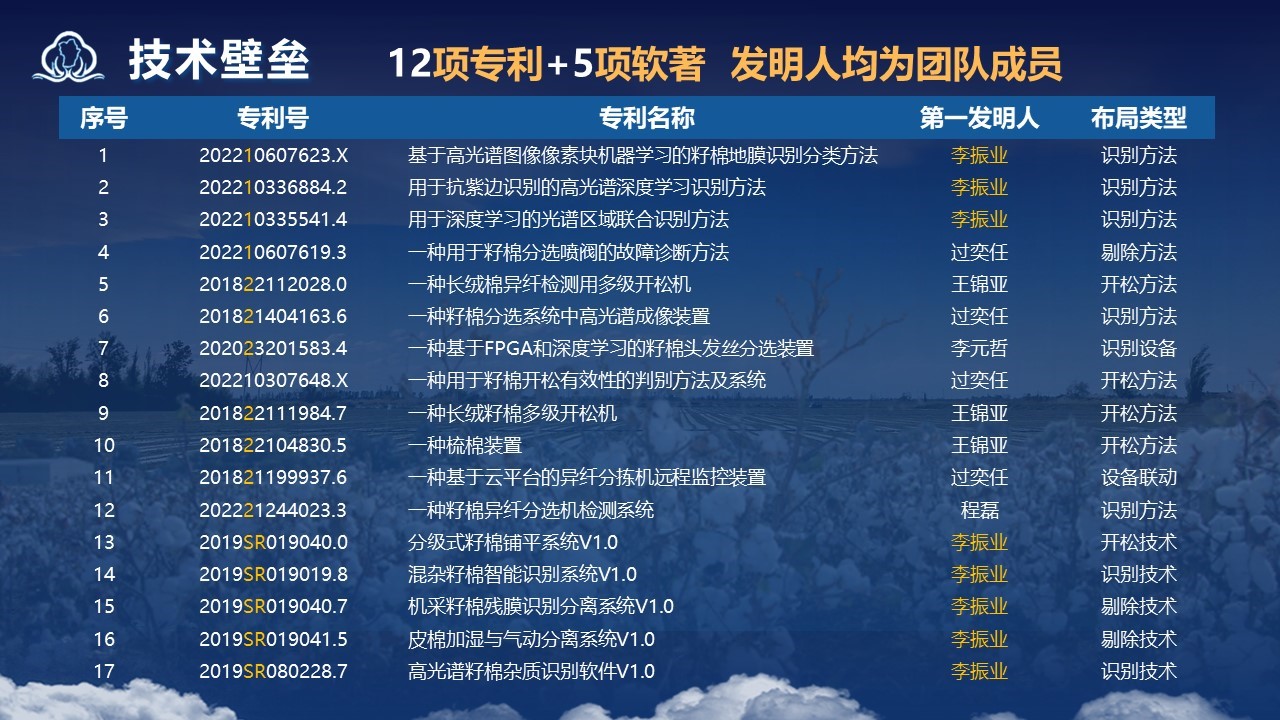 技术壁垒 12项专利+5项软著 发明人均为团队成员
序号 专利号 专利名称 第一发明人 布局类型
1 202210607623.X 基于高光谱图像像素块机器学习的籽棉地膜识别分类方法 李振业 识别方法
2 202210336884.2 用于抗紫边识别的高光谱深度学习识别方法 李振业 识别方法
3 202210335541.4 用于深度学习的光谱区域联合识别方法 李振业 识别方法
4 202210607619.3 一种用于籽棉分选喷阀的故障诊断方法 过奕任 剔除方法
5 201822112028.0 一种长绒棉异纤检测用多级开松机 王锦亚 开松方法
6 201821404163.6 一种籽棉分选系统中高光谱成像装置 过奕任 识别方法
7 202023201583.4 一种基于FPGA和深度学习的籽棉头发丝分选装置 李元哲 识别设备
8 202210307648.X 一种用于籽棉开松有效性的判别方法及系统 过奕任 开松方法
9 201822111984.7 一种长绒籽棉多级开松机 王锦亚 开松方法
10 201822104830.5 一种梳棉装置 王锦亚 开松方法
11 201821199937.6 一种基于云平台的异纤分拣机远程监控装置 过奕任 设备联动
12 202221244023.3 一种籽棉异纤分选机检测系统 程磊 识别方法
13 2019SR019040.0 分级式籽棉铺平系统V1.0 李振业 开松技术
14 2019SR019019.8 混杂籽棉智能识别系统V1.0 李振业 识别技术
15 2019SR019040.7 机采籽棉残膜识别分离系统V1.0 李振业 剔除技术
16 2019SR019041.5 皮棉加湿与气动分离系统V1.0 李振业 剔除技术
17 2019SR080228.7 高光谱籽棉杂质识别软件V1.0 李振业 识别技术